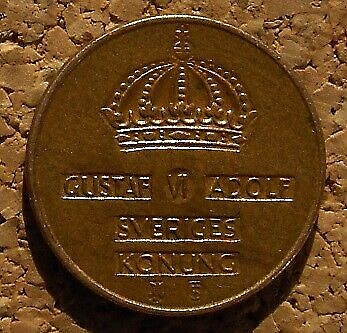 GUSTAF VI ADOLF
SVERIGES
KONUNG